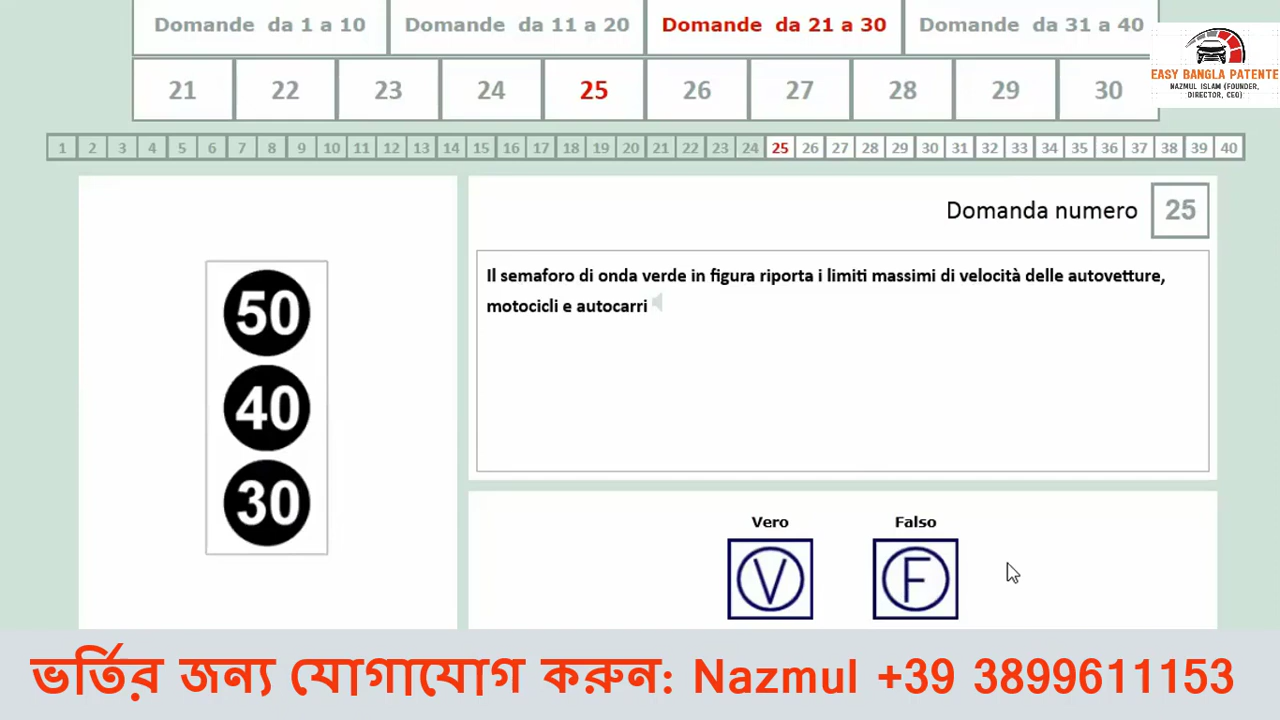 Domande da 1 a 10
Domande da 11 a 20
Domande da 21 a 30
Domande da 31 a 40
EASY BANGLA PATENTE
NAZMUL ISLAM (FOUNDER,
DIRECTOR, CEO)
21 22 23 24 25 26 27 28 29 30
1 2 3 4 5 6 7 8 9 10 11 12 13 14 15 16 17 18 19 20 21 22 23 24 25 26 27 28 29 30 31 32 33 34 35 36 37 38 39 40
Domanda numero 25
50
40
30
Il semaforo di onda verde in figura riporta i limiti massimi di velocità delle autovetture,
motocicli e autocarri
Vero Falso
V F
ভর্তির জন্য যোগাযোগ করুন: Nazmul +39 3899611153